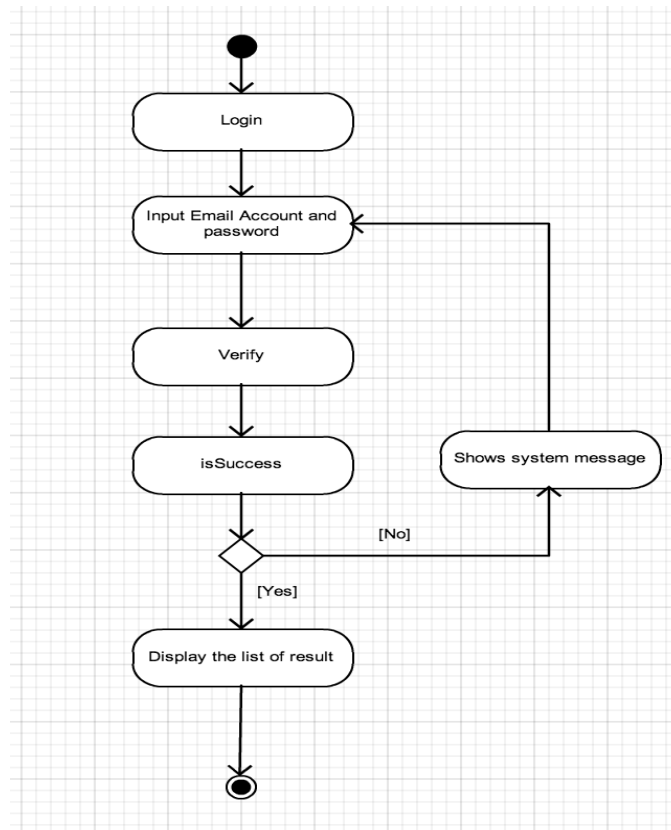 Login
Input Email Account and
password
Verify
isSuccess
Shows system message
[No]
[Yes]
Display the list of result